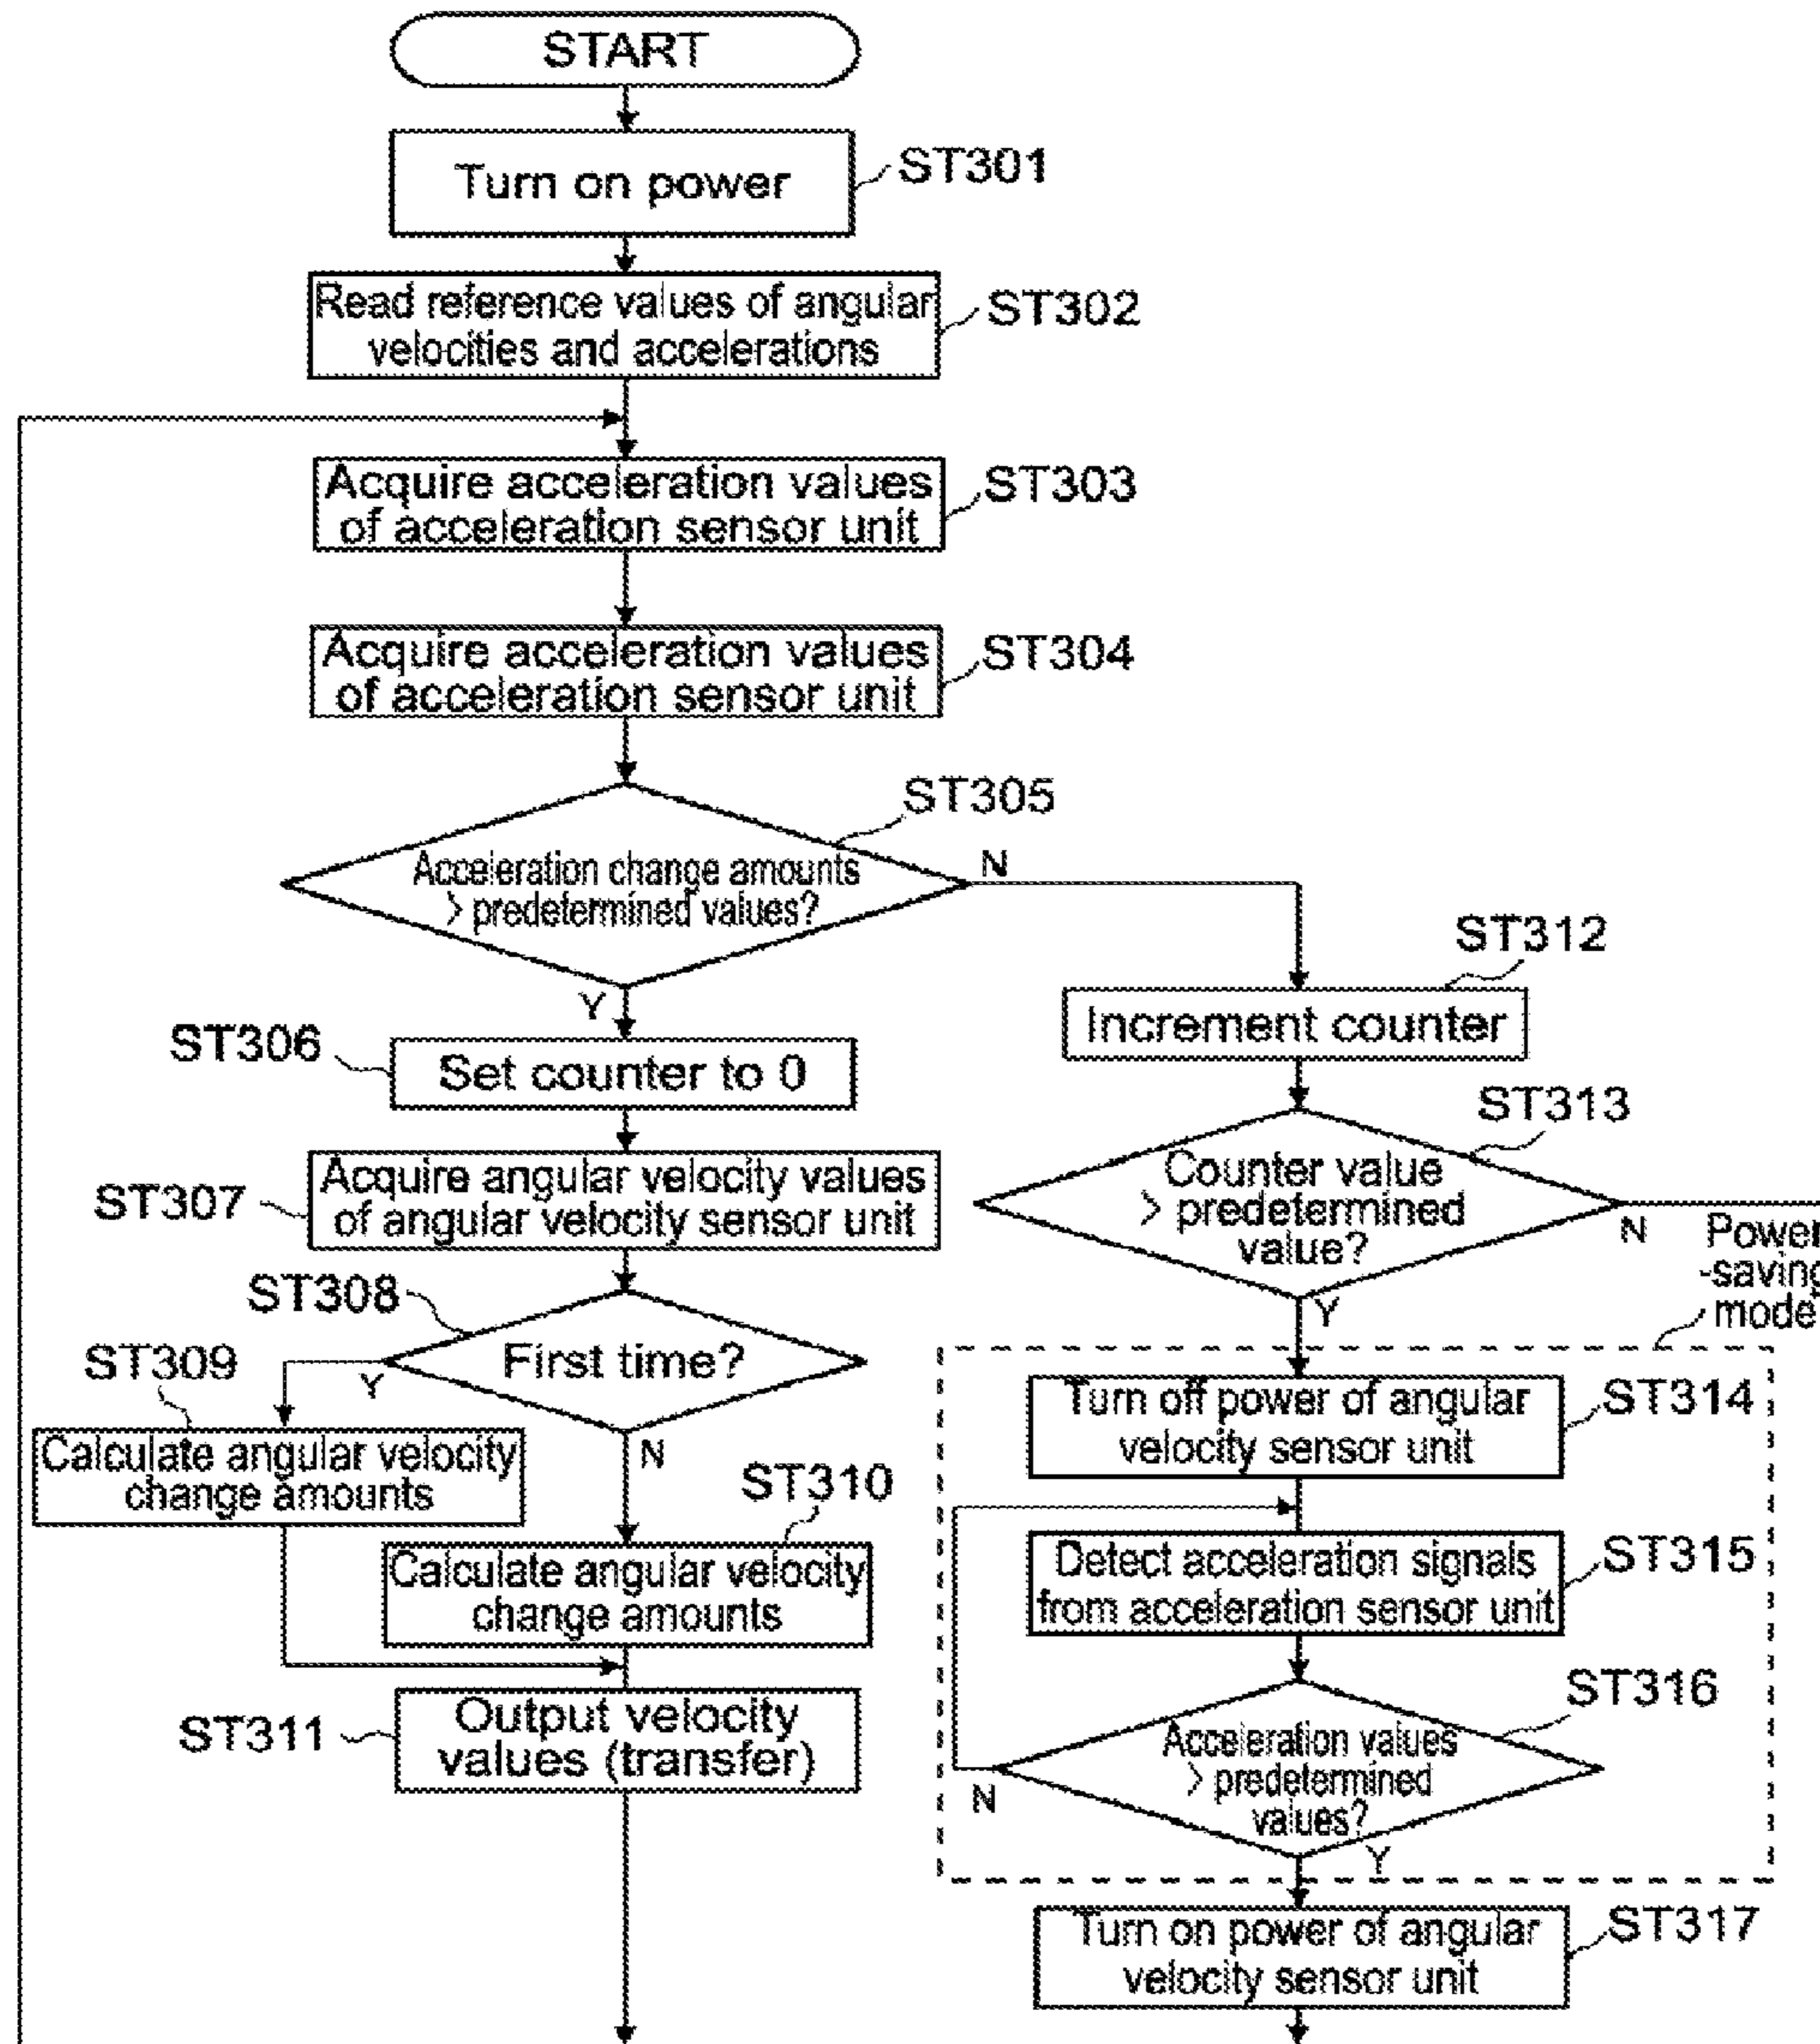 START
Turn on power
ST301
Read reference values of angular
velocities and accelerations
ST302
Acquire acceleration values
of acceleration sensor unit
ST303
Acquire acceleration values
of acceleration sensor unit
ST304
ST305
Acceleration change amounts
> predetermined values?
N
Y
ST306
Set counter to 0
ST307
Acquire angular velocity values
of angular velocity sensor unit
ST308
First time?
Y
N
ST309
Calculate angular velocity
change amounts
ST310
Calculate angular velocity
change amounts
ST311
Output velocity
values (transfer)
ST312
Increment counter
ST313
Counter value
> predetermined
value?
N
Y
Power
-saving
mode
Turn off power of angular
velocity sensor unit
ST314
Detect acceleration signals
from acceleration sensor unit
ST315
ST316
Acceleration values
> predetermined
values?
N
Y
Turn on power of angular
velocity sensor unit
ST317